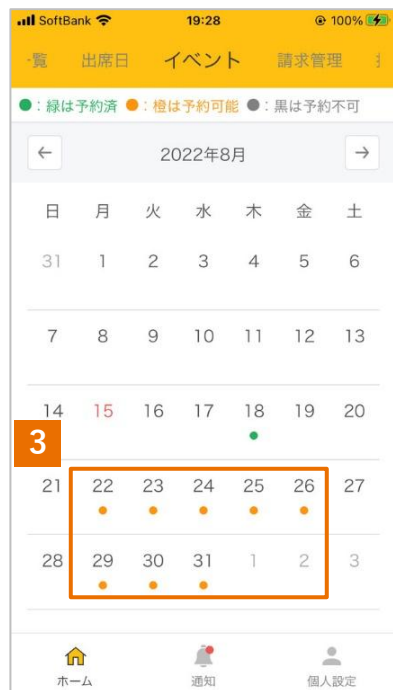 SoftBank 19:28 100%
覧 出席日 イベント 請求管理
●：緑は予約済 ●：橙は予約可能 ●：黒は予約不可
← 2022年8月 →
日 月 火 水 木 金 土
31 1 2 3 4 5 6
7 8 9 10 11 12 13
14 15 16 17 18 19 20
3
21 22 23 24 25 26 27
28 29 30 31 1 2 3
ホーム 通知 個人設定